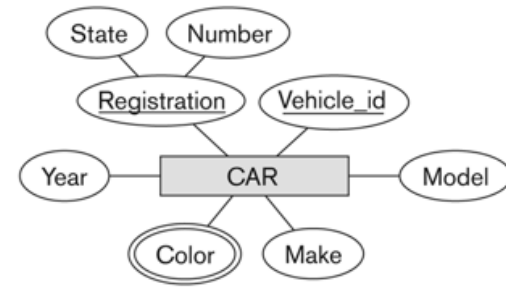 State Number
Registration Vehicle_id
Year CAR Model
Color Make